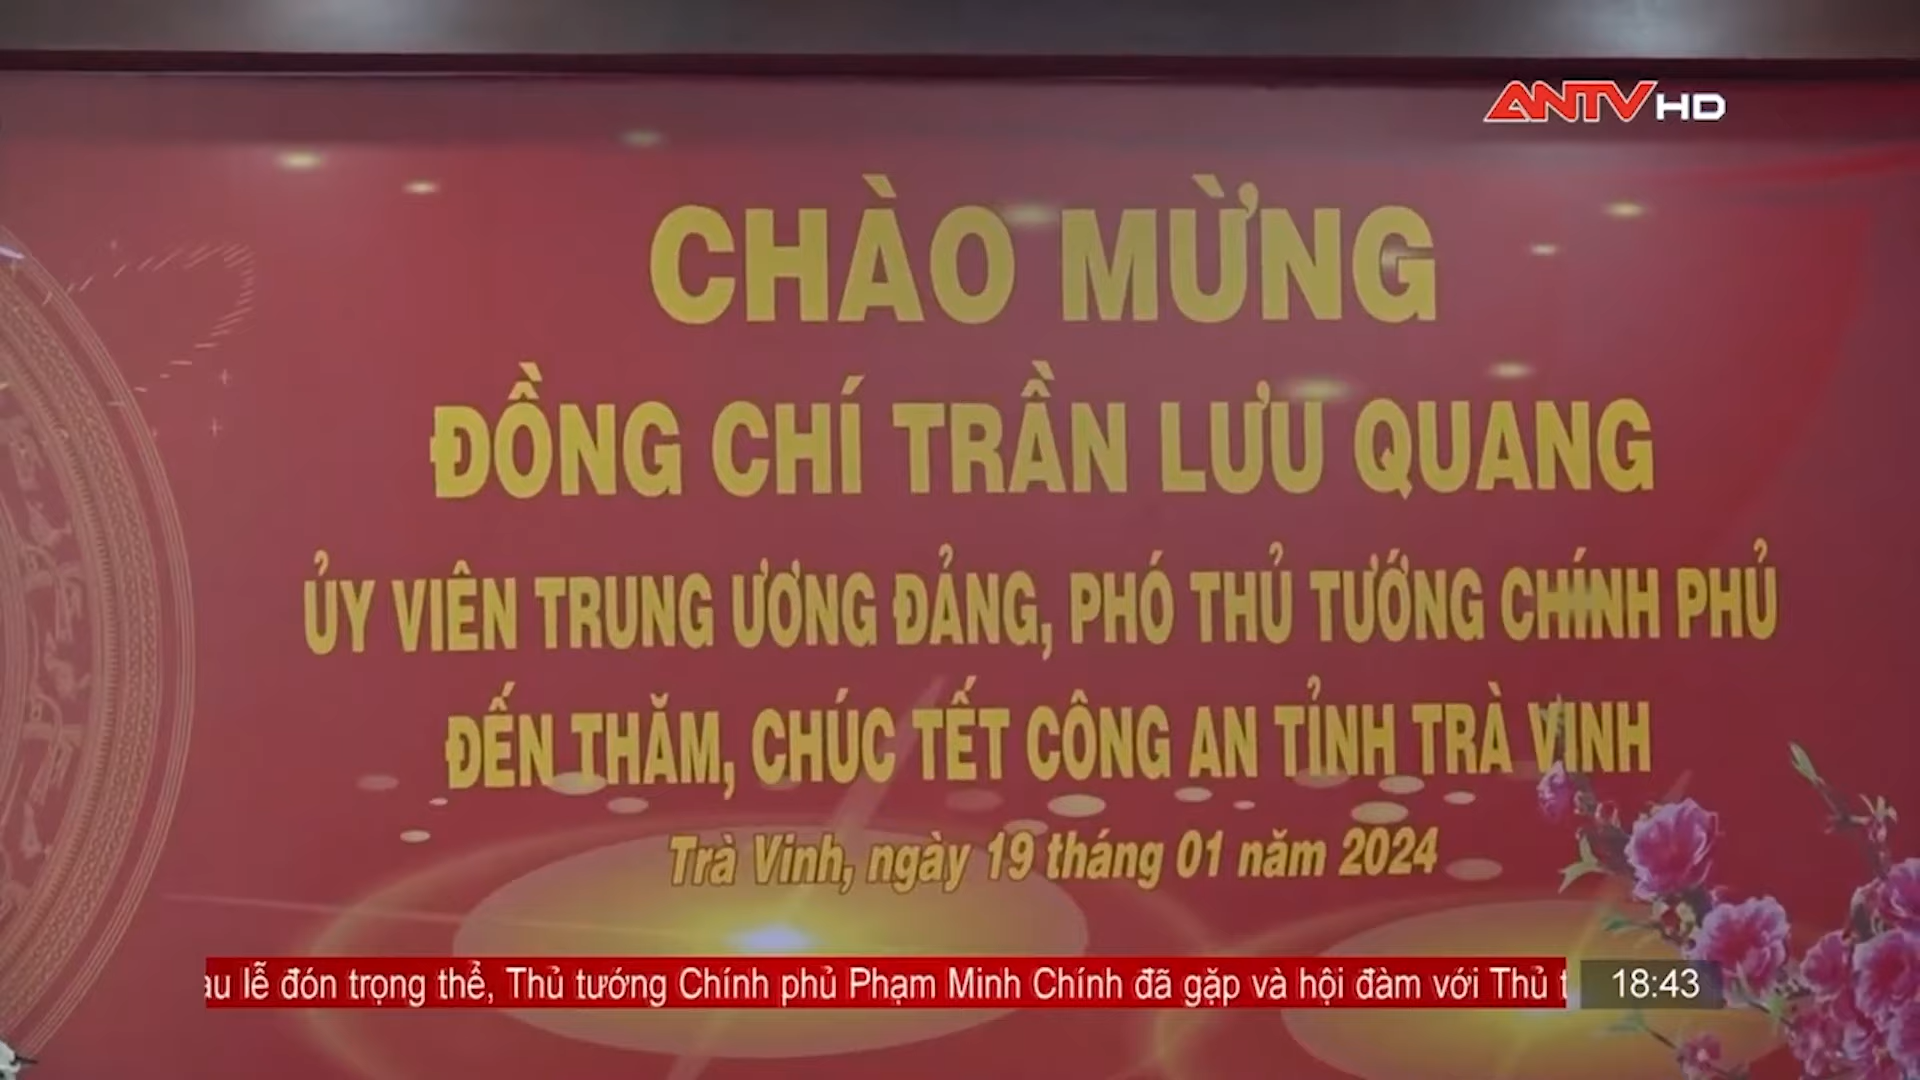 ANTV HD
CHÀO MỪNG
ĐỒNG CHÍ TRẦN LƯU QUANG
ỦY VIÊN TRUNG ƯƠNG ĐẢNG, PHÓ THỦ TƯỚNG CHÍNH PHỦ
ĐẾN THĂM, CHÚC TẾT CÔNG AN TỈNH TRÀ VINH
Trà Vinh, ngày 19 tháng 01 năm 2024
au lễ đón trọng thể, Thủ tướng Chính phủ Phạm Minh Chính đã gặp và hội đàm với Thủ t
18:43